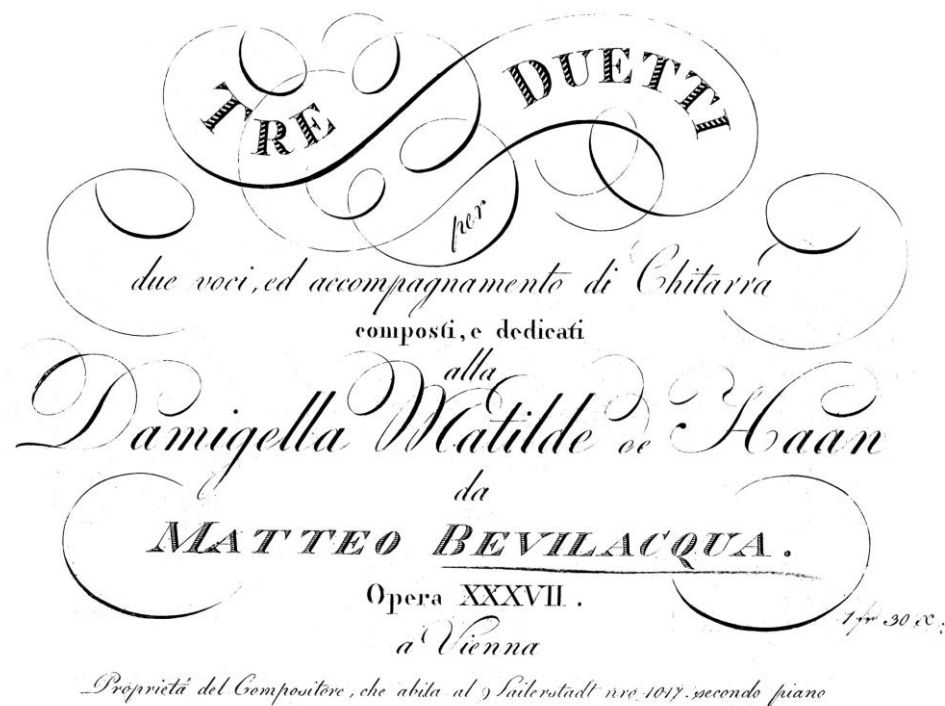 TRE DUETTI
per
due voci, ed accompagnamento di Chitarra
composti, e dedicati
alla
Damigella Matilde de Haan
da
MATTEO BEVILACQUA.
Opera XXXVII.
à Vienna
1 fr 30 x.
Proprietà del Compositore, che abita al Sailerstadt nro 1017. secondo piano